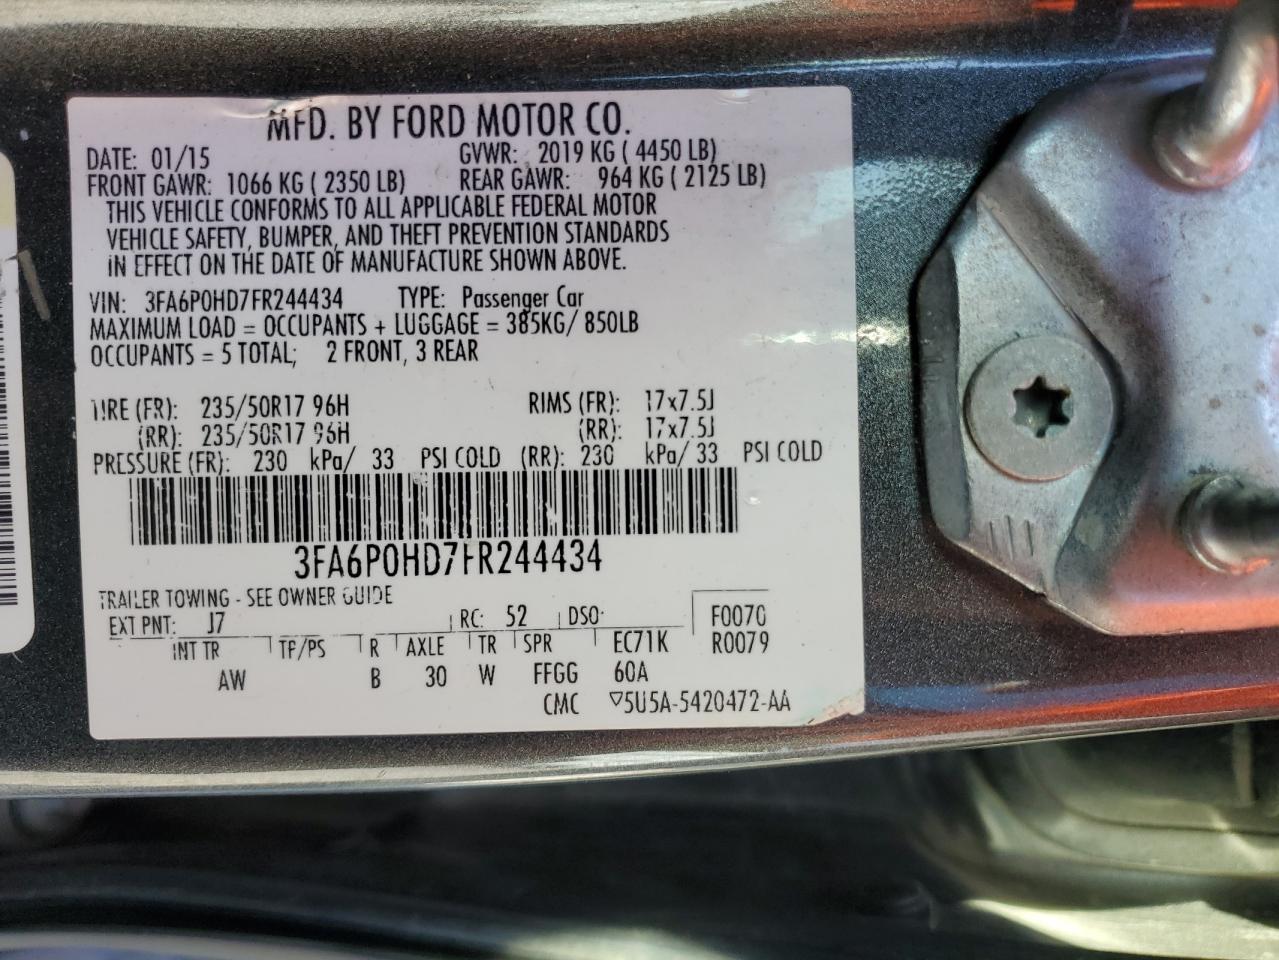 MFD. BY FORD MOTOR CO.
DATE: 01/15 GVWR: 2019 KG ( 4450 LB)
FRONT GAWR: 1066 KG ( 2350 LB) REAR GAWR: 964 KG ( 2125 LB)
THIS VEHICLE CONFORMS TO ALL APPLICABLE FEDERAL MOTOR
VEHICLE SAFETY, BUMPER, AND THEFT PREVENTION STANDARDS
IN EFFECT ON THE DATE OF MANUFACTURE SHOWN ABOVE.
VIN: 3FA6P0HD7FR244434 TYPE: Passenger Car
MAXIMUM LOAD = OCCUPANTS + LUGGAGE = 385KG/ 850LB
OCCUPANTS = 5 TOTAL; 2 FRONT, 3 REAR
TIRE (FR): 235/50R17 96H RIMS (FR): 17x7.5J
(RR): 235/50R17 96H (RR): 17x7.5J
PRESSURE (FR): 230 kPa/ 33 PSI COLD (RR): 230 kPa/ 33 PSI COLD
3FA6P0HD7FR244434
TRAILER TOWING - SEE OWNER GUIDE
EXT PNT: J7 RC: 52 DSO: F0070
INT TR TP/PS R AXLE TR SPR EC71K R0079
AW B 30 W FFGG 60A
CMC ▽5U5A-5420472-AA